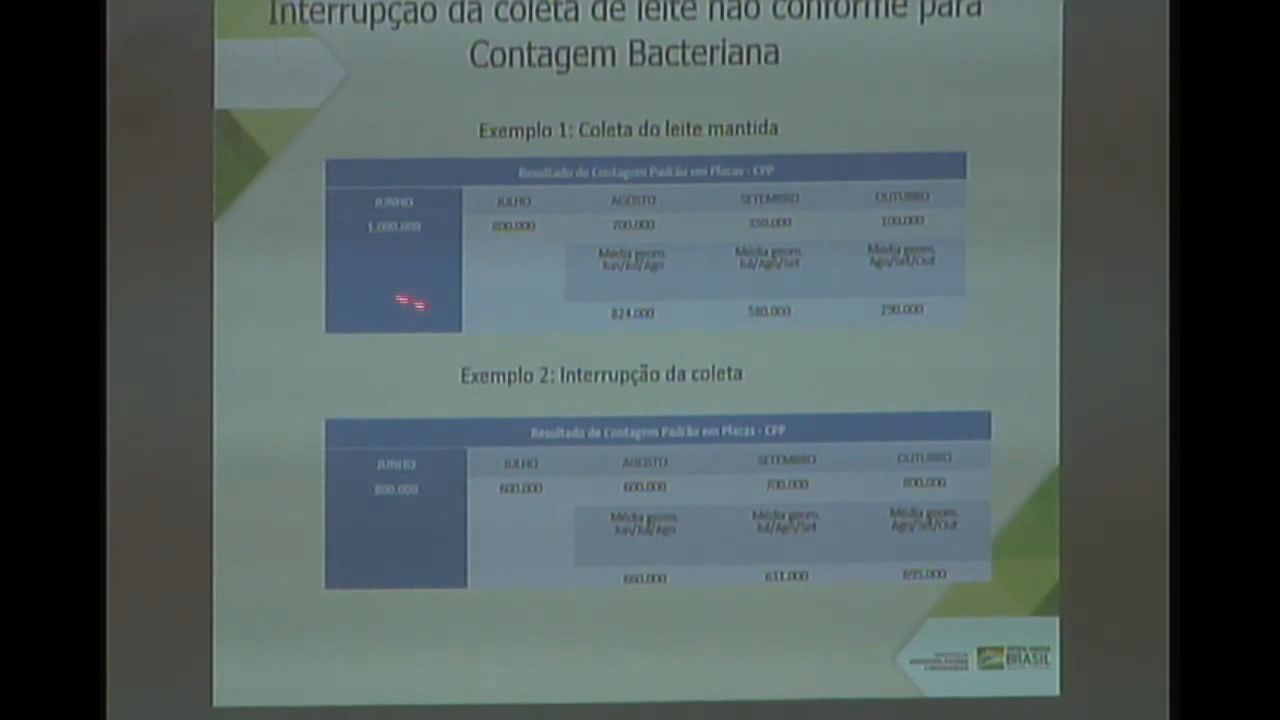 Interrupção da coleta de leite não conforme para
Contagem Bacteriana
Exemplo 1: Coleta do leite mantida
Resultado de Contagem Padrão em Placas - CPP
JUNHO JULHO AGOSTO SETEMBRO OUTUBRO
1.000.000 800.000 700.000 350.000 100.000
Média geom. Média geom. Média geom.
Jun/Jul/Ago Jul/Ago/Set Ago/Set/Out
824.000 580.000 290.000
Exemplo 2: Interrupção da coleta
Resultado de Contagem Padrão em Placas - CPP
JUNHO JULHO AGOSTO SETEMBRO OUTUBRO
800.000 600.000 600.000 700.000 800.000
Média geom. Média geom. Média geom.
Jun/Jul/Ago Jul/Ago/Set Ago/Set/Out
660.000 631.000 695.000
BRASIL